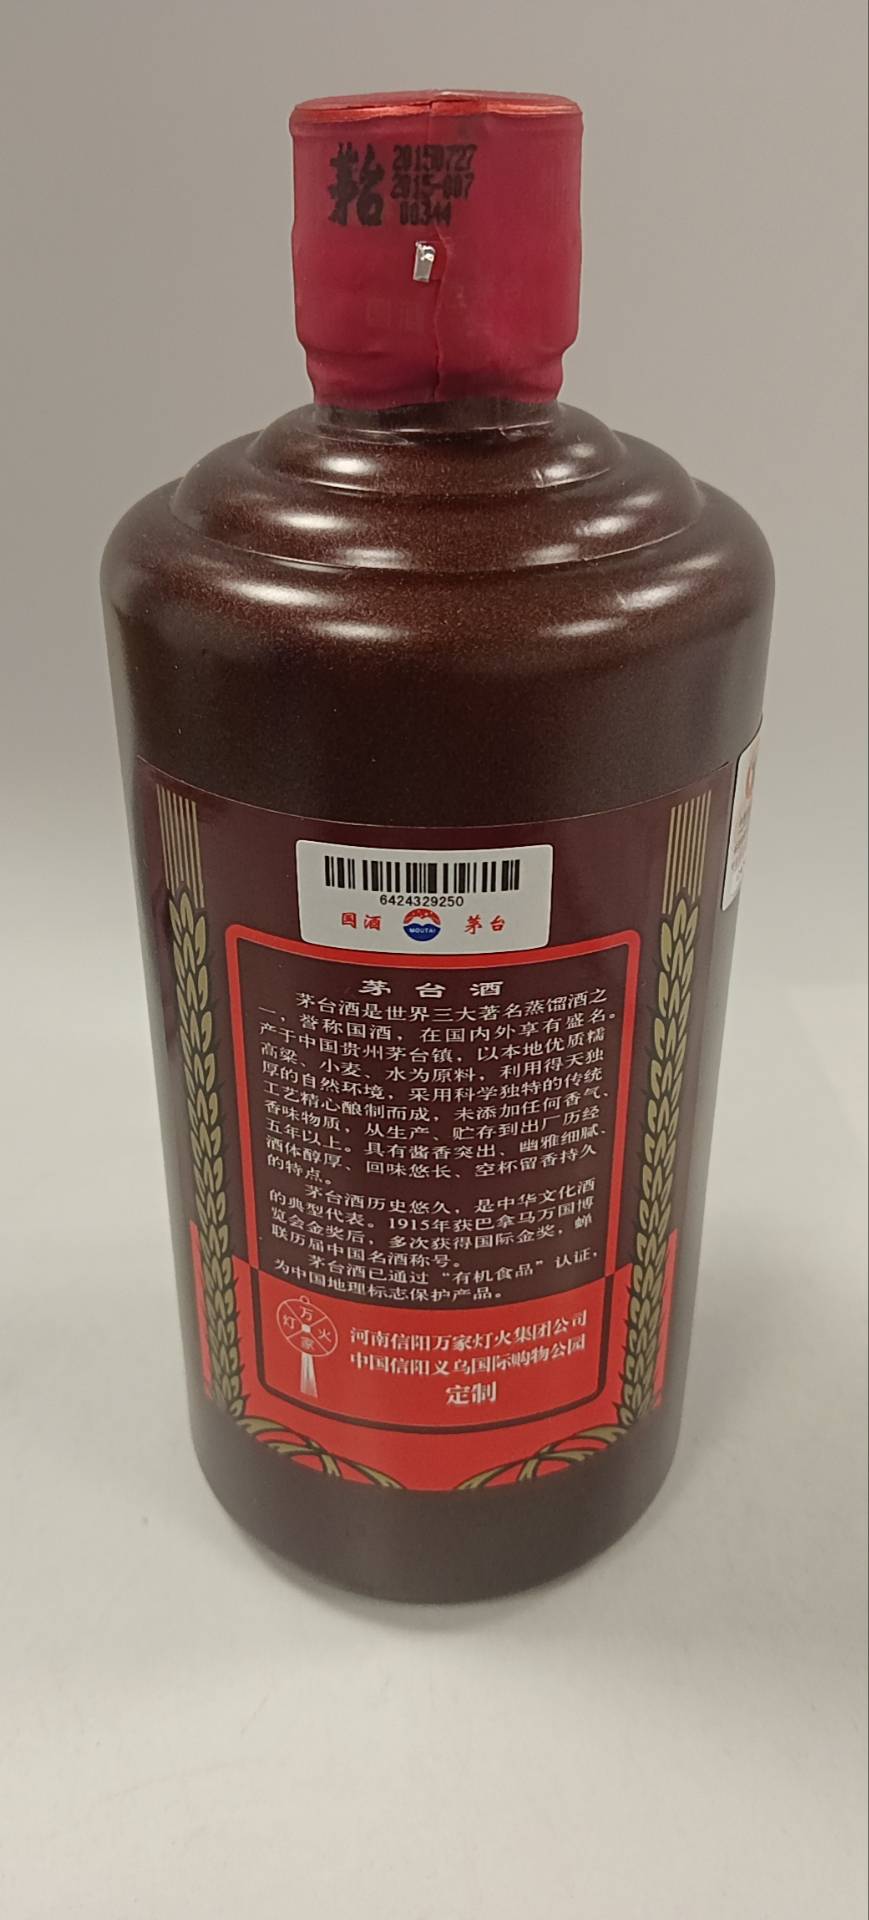 茅台
20150727
2015-007
00344
6424329250
国酒
MOUTAI
茅台
茅台酒
茅台酒是世界三大著名蒸馏酒之
一，誉称国酒，在国内外享有盛名。
产于中国贵州茅台镇，以本地优质糯
高粱、小麦、水为原料，利用得天独
厚的自然环境，采用科学独特的传统
工艺精心酿制而成，未添加任何香气、
香味物质，从生产、贮存到出厂历经
五年以上。具有酱香突出、幽雅细腻、
酒体醇厚、回味悠长、空杯留香持久
的特点。
茅台酒历史悠久，是中华文化酒
的典型代表。1915年获巴拿马万国博
览会金奖后，多次获得国际金奖，蝉
联历届中国名酒称号。
茅台酒已通过“有机食品”认证，
为中国地理标志保护产品。
万
灯 火
家
河南信阳万家灯火集团公司
中国信阳义乌国际购物公园
定制